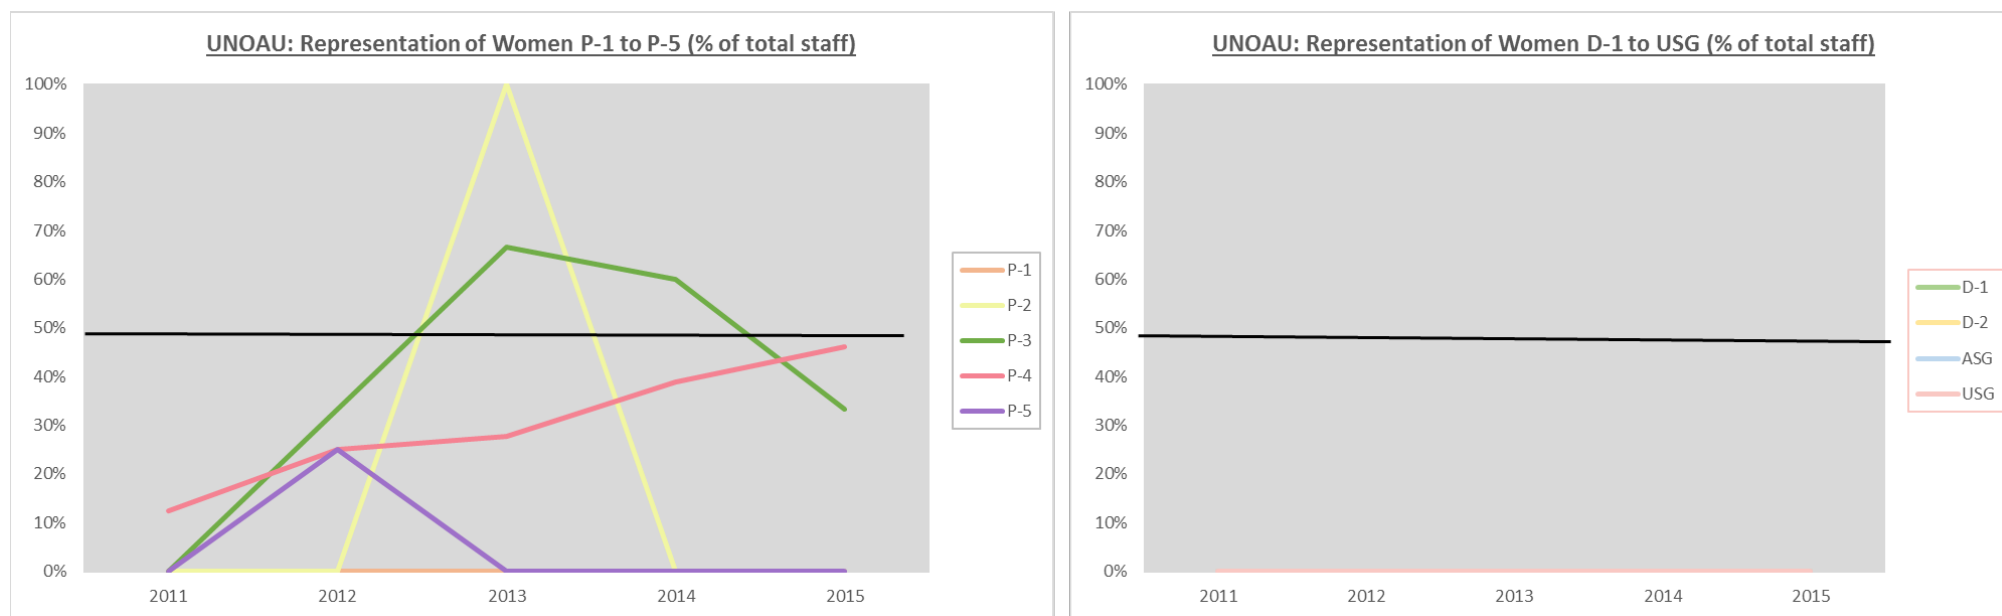 UNOAU: Representation of Women P-1 to P-5 (% of total staff)
100%
90%
80%
70%
60%
50%
40%
30%
20%
10%
0%
2011 2012 2013 2014 2015
P-1
P-2
P-3
P-4
P-5
UNOAU: Representation of Women D-1 to USG (% of total staff)
100%
90%
80%
70%
60%
50%
40%
30%
20%
10%
0%
2011 2012 2013 2014 2015
D-1
D-2
ASG
USG